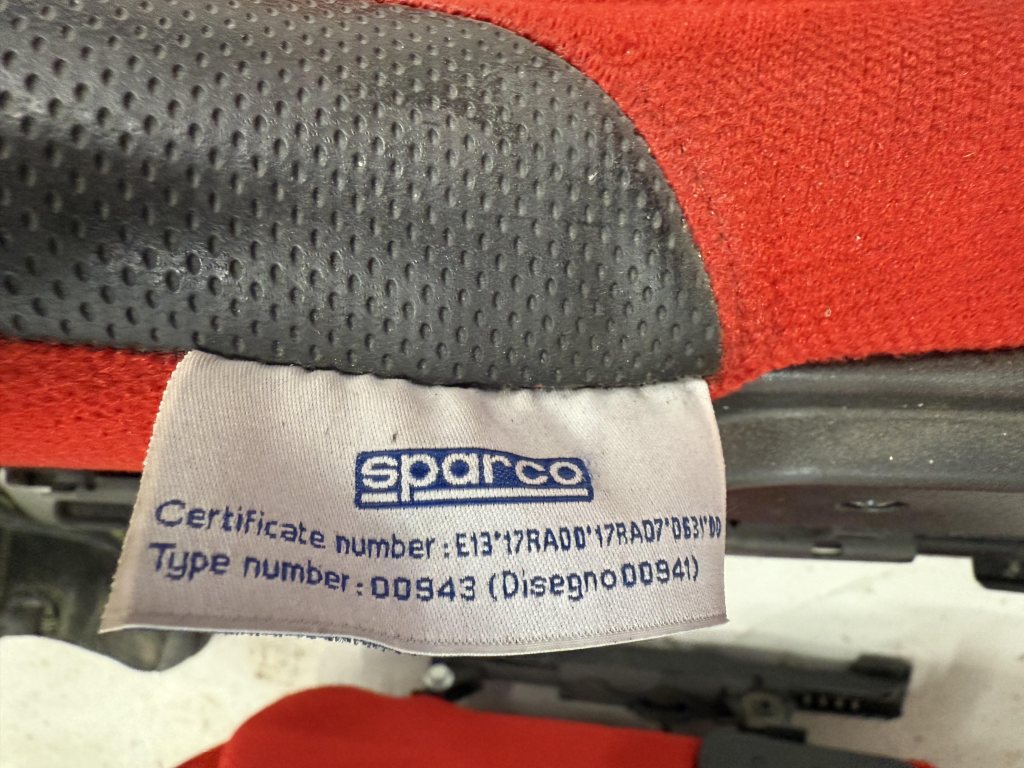 sparco
Certificate number : E13*17RA00*17RA07*0631*00
Type number : 00943 (Disegno 00941)